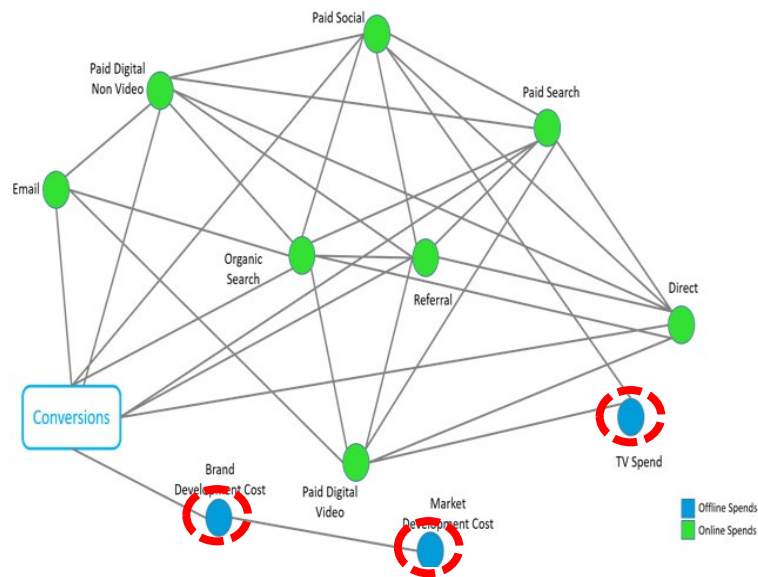 Paid Social
Paid Digital
Non Video
Paid Search
Email
Organic
Search
Referral
Direct
Conversions
TV Spend
Brand
Development Cost
Paid Digital
Video
Market
Development Cost
Offline Spends
Online Spends